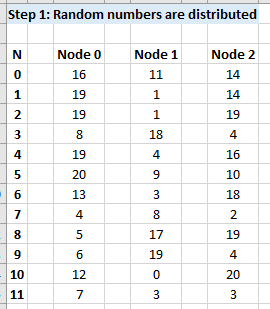 Step 1: Random numbers are distributed
N Node 0 Node 1 Node 2
0 16 11 14
1 19 1 14
2 19 1 19
3 8 18 4
4 19 4 16
5 20 9 10
6 13 3 18
7 4 8 2
8 5 17 19
9 6 19 4
10 12 0 20
11 7 3 3